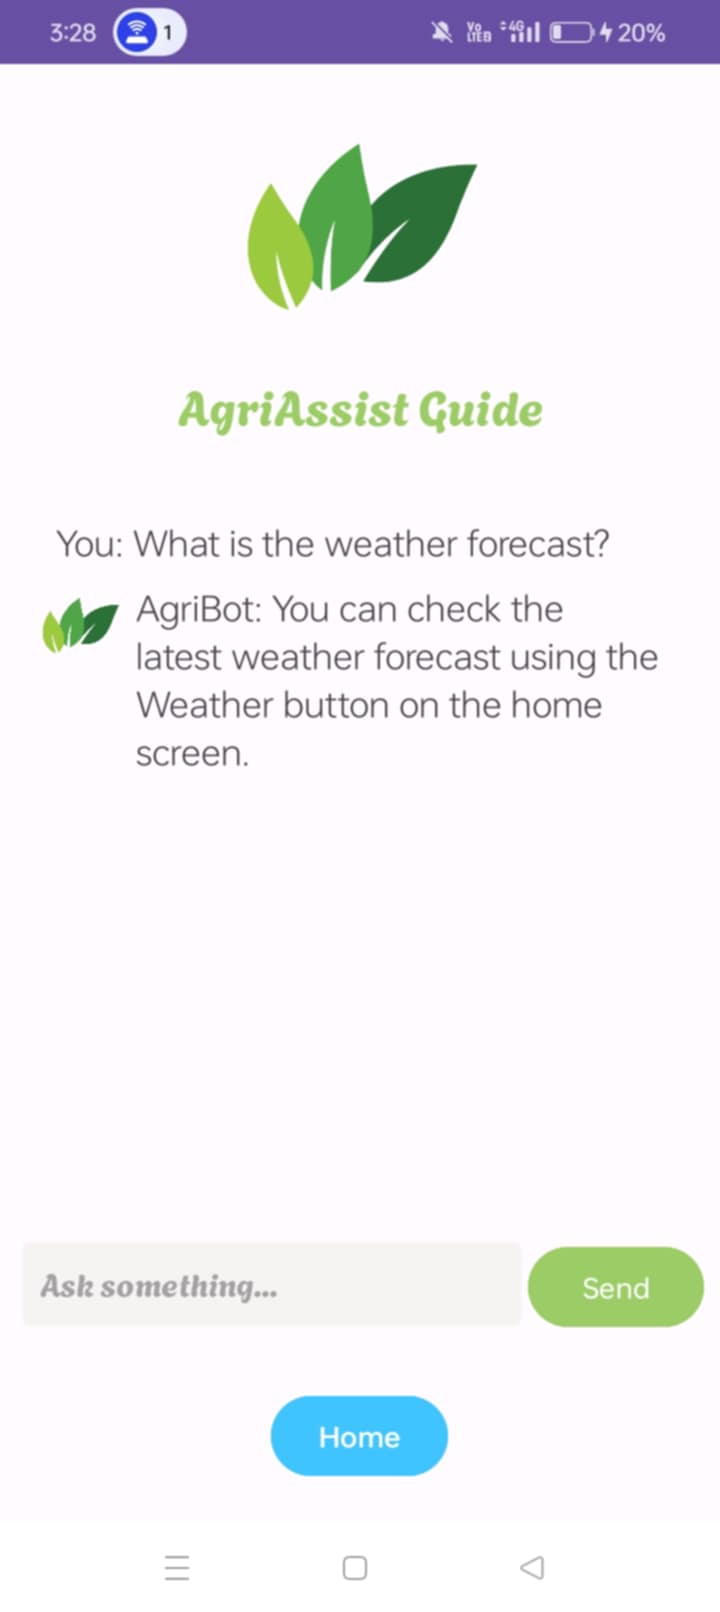 3:28 1 Vo LTE 4G 20%
AgriAssist Guide
You: What is the weather forecast?
AgriBot: You can check the
latest weather forecast using the
Weather button on the home
screen.
Ask something...
Send
Home